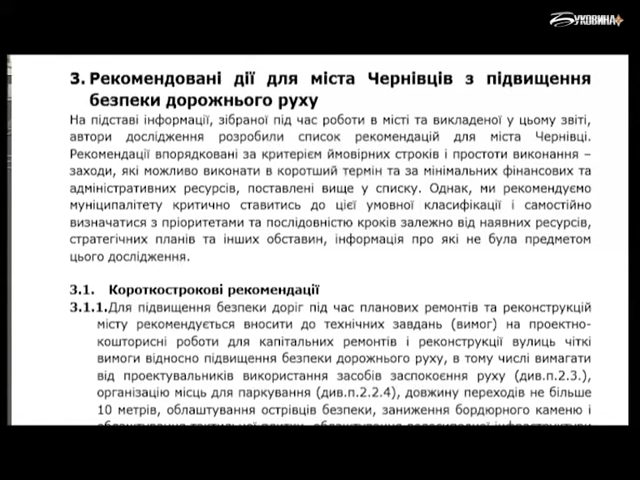 Буковина
3. Рекомендовані дії для міста Чернівців з підвищення
безпеки дорожнього руху
На підставі інформації, зібраної під час роботи в місті та викладеної у цьому звіті,
автори дослідження розробили список рекомендацій для міста Чернівці.
Рекомендації впорядковані за критерієм ймовірних строків і простоти виконання –
заходи, які можливо виконати в коротший термін та за мінімальних фінансових та
адміністративних ресурсів, поставлені вище у списку. Однак, ми рекомендуємо
муніципалітету критично ставитись до цієї умовної класифікації і самостійно
визначатися з пріоритетами та послідовністю кроків залежно від наявних ресурсів,
стратегічних планів та інших обставин, інформація про які не була предметом
цього дослідження.
3.1. Короткострокові рекомендації
3.1.1.Для підвищення безпеки доріг під час планових ремонтів та реконструкцій
місту рекомендується вносити до технічних завдань (вимог) на проектно-
кошторисні роботи для капітальних ремонтів і реконструкції вулиць чіткі
вимоги відносно підвищення безпеки дорожнього руху, в тому числі вимагати
від проектувальників використання засобів заспокоєння руху (див.п.2.3.),
організацію місць для паркування (див.п.2.2.4), довжину переходів не більше
10 метрів, облаштування острівців безпеки, заниження бордюрного каменю і